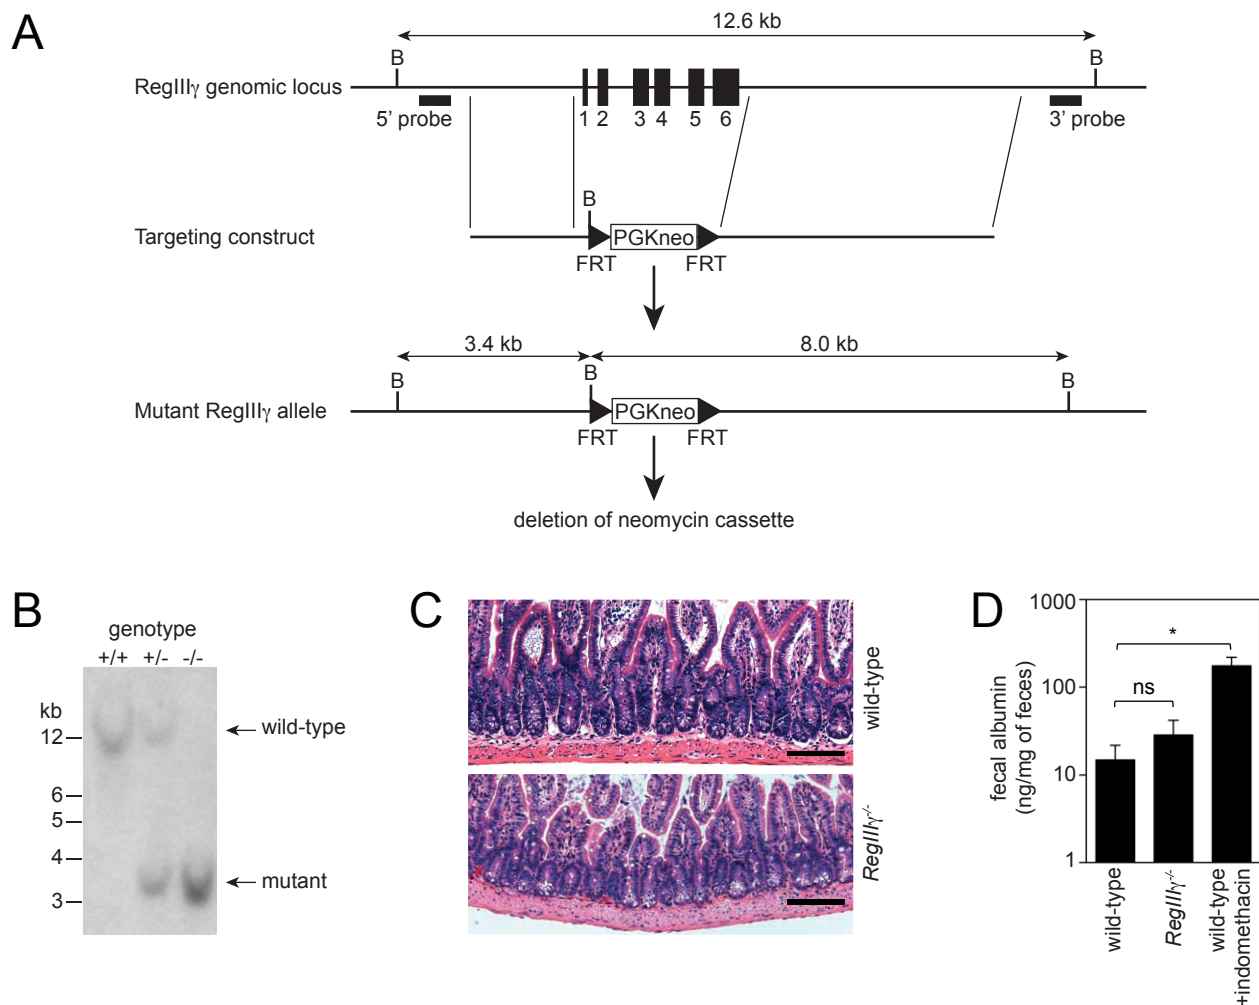 A
12.6 kb
B B
RegIIIγ genomic locus
5' probe 1 2 3 4 5 6 3' probe
B
Targeting construct PGKneo
FRT FRT
3.4 kb 8.0 kb
B B B
Mutant RegIIIγ allele PGKneo
FRT FRT
deletion of neomycin cassette
B
genotype
+/+ +/- -/-
kb
12
6
5
4
3
wild-type
mutant
C
wild-type
RegIIIγ-/-
D
fecal albumin
(ng/mg of feces)
1000
100
10
1
*
ns
wild-type
RegIIIγ-/-
wild-type
+indomethacin